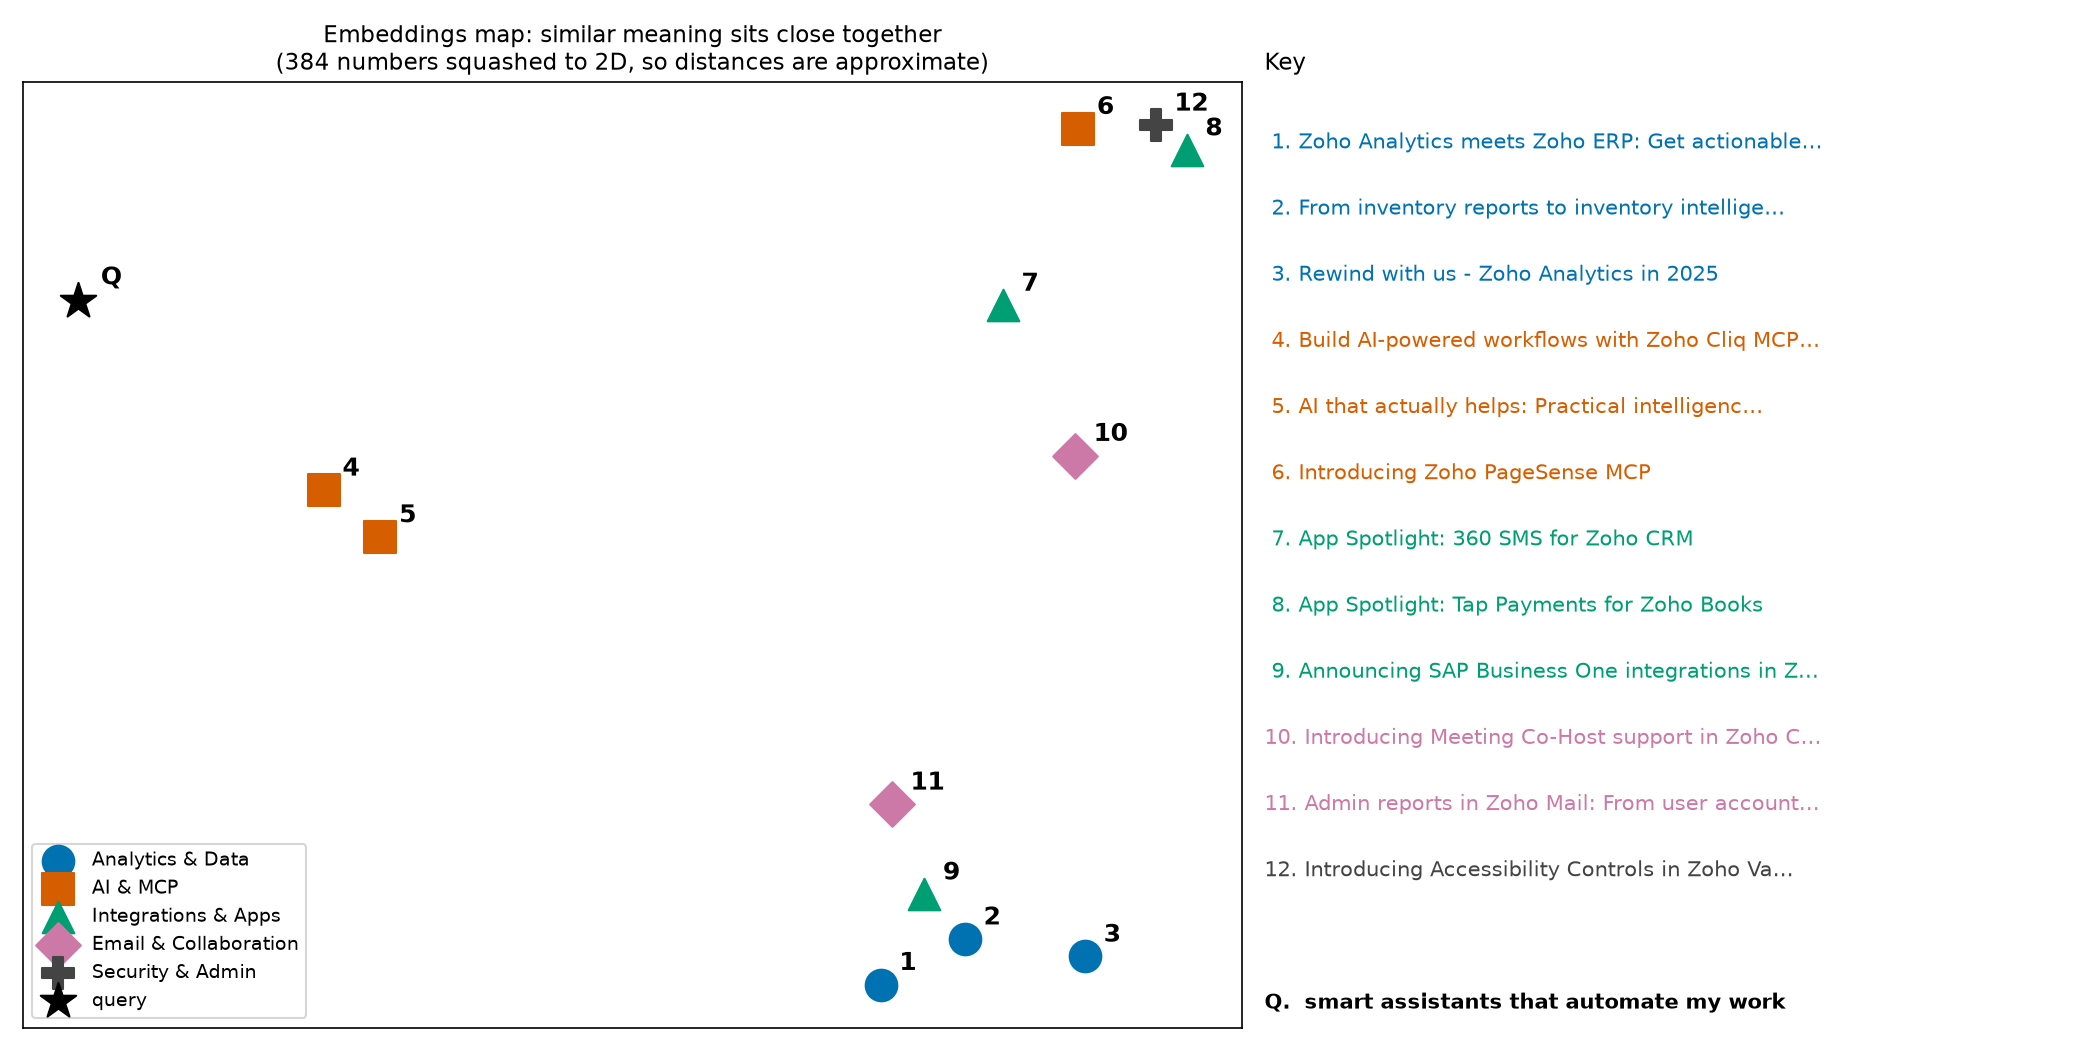 Embeddings map: similar meaning sits close together
(384 numbers squashed to 2D, so distances are approximate)
6
12
8
Q
7
10
4
5
11
9
2
3
1
Analytics & Data
AI & MCP
Integrations & Apps
Email & Collaboration
Security & Admin
query
Key
1. Zoho Analytics meets Zoho ERP: Get actionable...
2. From inventory reports to inventory intellige...
3. Rewind with us - Zoho Analytics in 2025
4. Build AI-powered workflows with Zoho Cliq MCP...
5. AI that actually helps: Practical intelligenc...
6. Introducing Zoho PageSense MCP
7. App Spotlight: 360 SMS for Zoho CRM
8. App Spotlight: Tap Payments for Zoho Books
9. Announcing SAP Business One integrations in Z...
10. Introducing Meeting Co-Host support in Zoho C...
11. Admin reports in Zoho Mail: From user account...
12. Introducing Accessibility Controls in Zoho Va...
Q. smart assistants that automate my work